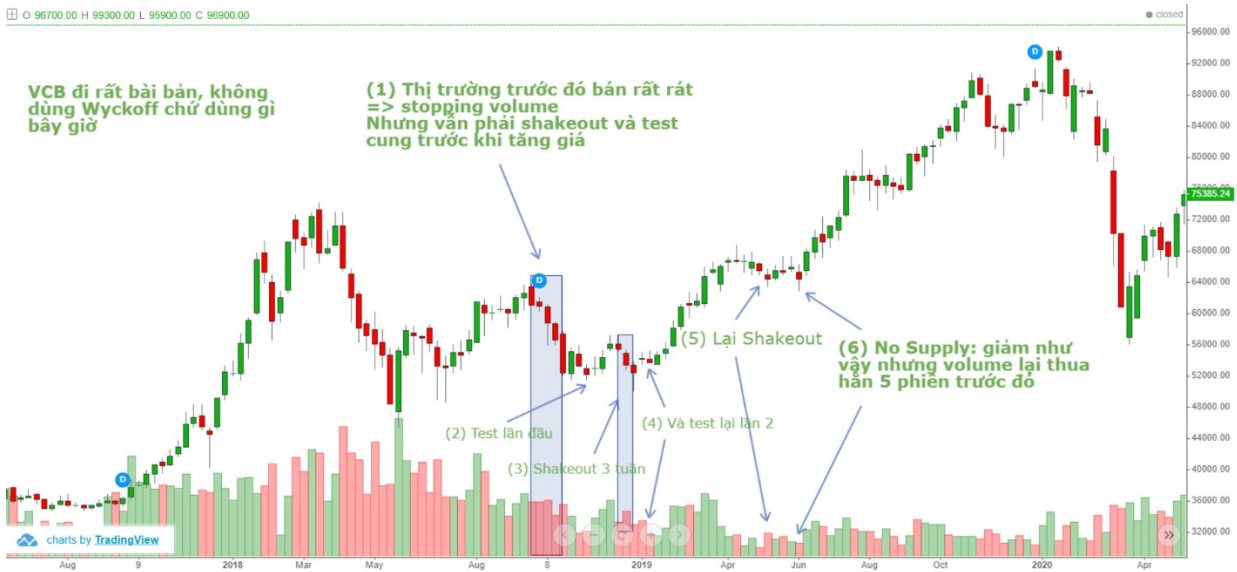 O 96700.00 H 99300.00 L 95900.00 C 96900.00
closed
VCB đi rất bài bản, không
dùng Wyckoff chứ dùng gì
bây giờ
(1) Thị trường trước đó bán rất rát
=> stopping volume
Nhưng vẫn phải shakeout và test
cung trước khi tăng giá
D
D
D
(5) Lại Shakeout
(6) No Supply: giảm như
vậy nhưng volume lại thua
hẳn 5 phiên trước đó
(2) Test lần đầu
(4) Và test lại lần 2
(3) Shakeout 3 tuần
96000.00
92000.00
88000.00
84000.00
80000.00
75385.24
72000.00
68000.00
64000.00
60000.00
56000.00
52000.00
48000.00
44000.00
40000.00
36000.00
32000.00
charts by TradingView
Aug 9 2018 Mar May Aug 8 2019 Apr Jun Aug Oct 2020 Apr